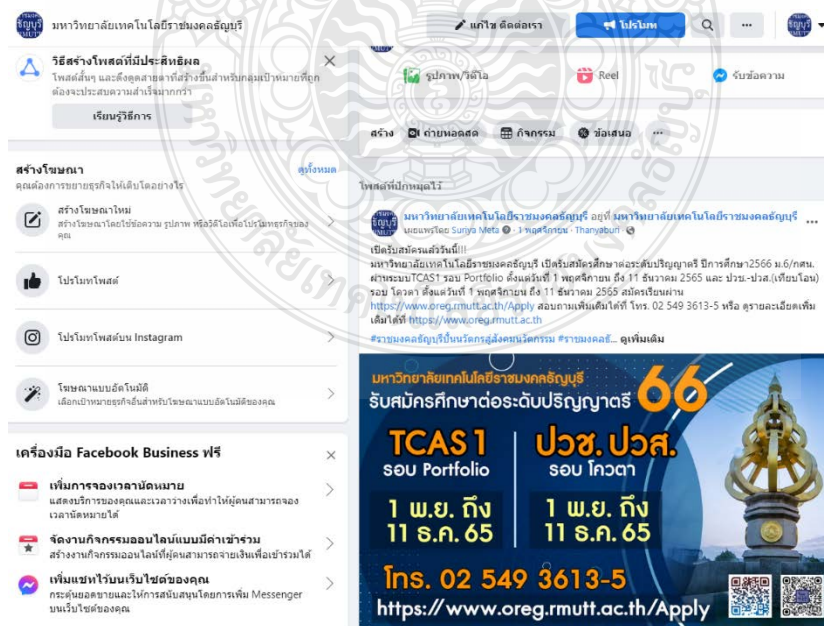 มหาวิทยาลัยเทคโนโลยีราชมงคลธัญบุรี
แก้ไข ติดต่อเรา
โปรโมท
วิธีสร้างโพสต์ที่มีประสิทธิผล
โพสต์สั้นๆ และดึงดูดสายตาที่สร้างขึ้นสำหรับกลุ่มเป้าหมายที่ถูก
ต้องจะประสบความสำเร็จมากกว่า
เรียนรู้วิธีการ
สร้างโฆษณา
ดูทั้งหมด
คุณต้องการขยายธุรกิจให้เติบโตอย่างไร
สร้างโฆษณาใหม่
สร้างโฆษณาโดยใช้ข้อความ รูปภาพ หรือวิดีโอเพื่อโปรโมทธุรกิจของ
คุณ
โปรโมทโพสต์
โปรโมทโพสต์บน Instagram
โฆษณาแบบอัตโนมัติ
เลือกเป้าหมายธุรกิจอื่นสำหรับโฆษณาแบบอัตโนมัติของคุณ
เครื่องมือ Facebook Business ฟรี
เพิ่มการจองเวลานัดหมาย
แสดงบริการของคุณและเวลาว่างเพื่อทำให้ผู้คนสามารถจอง
เวลานัดหมายได้
จัดงานกิจกรรมออนไลน์แบบมีค่าเข้าร่วม
สร้างงานกิจกรรมออนไลน์ที่ผู้คนสามารถจ่ายเงินเพื่อเข้าร่วมได้
เพิ่มแชทไว้บนเว็บไซต์ของคุณ
กระตุ้นยอดขายและให้การสนับสนุนโดยการเพิ่ม Messenger
บนเว็บไซต์ของคุณ
รูปภาพ/วิดีโอ
Reel
รับข้อความ
สร้าง
ถ่ายทอดสด
กิจกรรม
ข้อเสนอ
โพสต์ที่ปักหมุดไว้
มหาวิทยาลัยเทคโนโลยีราชมงคลธัญบุรี อยู่ที่ มหาวิทยาลัยเทคโนโลยีราชมงคลธัญบุรี
เผยแพร่โดย Suriya Meta · 1 พฤศจิกายน · Thanyaburi ·
เปิดรับสมัครแล้ววันนี้!!!
มหาวิทยาลัยเทคโนโลยีราชมงคลธัญบุรี เปิดรับสมัครศึกษาต่อระดับปริญญาตรี ปีการศึกษา2566 ม.6/กศน.
ผ่านระบบTCAS1 รอบ Portfolio ตั้งแต่วันที่ 1 พฤศจิกายน ถึง 11 ธันวาคม 2565 และ ปวช.-ปวส.(เทียบโอน)
รอบ โควตา ตั้งแต่วันที่ 1 พฤศจิกายน ถึง 11 ธันวาคม 2565 สมัครเรียนผ่าน
https://www.oreg.rmutt.ac.th/Apply สอบถามเพิ่มเติมได้ที่ โทร. 02 549 3613-5 หรือ ดูรายละเอียดเพิ่ม
เติมได้ที่ https://www.oreg.rmutt.ac.th
#ราชมงคลธัญบุรีปั้นนวัตกรสู่สังคมนวัตกรรม #ราชมงคลธั... ดูเพิ่มเติม
มหาวิทยาลัยเทคโนโลยีราชมงคลธัญบุรี
รับสมัครศึกษาต่อระดับปริญญาตรี 66
TCAS 1
รอบ Portfolio
1 พ.ย. ถึง
11 ธ.ค. 65
ปวช. ปวส.
รอบ โควตา
1 พ.ย. ถึง
11 ธ.ค. 65
โทร. 02 549 3613-5
https://www.oreg.rmutt.ac.th/Apply